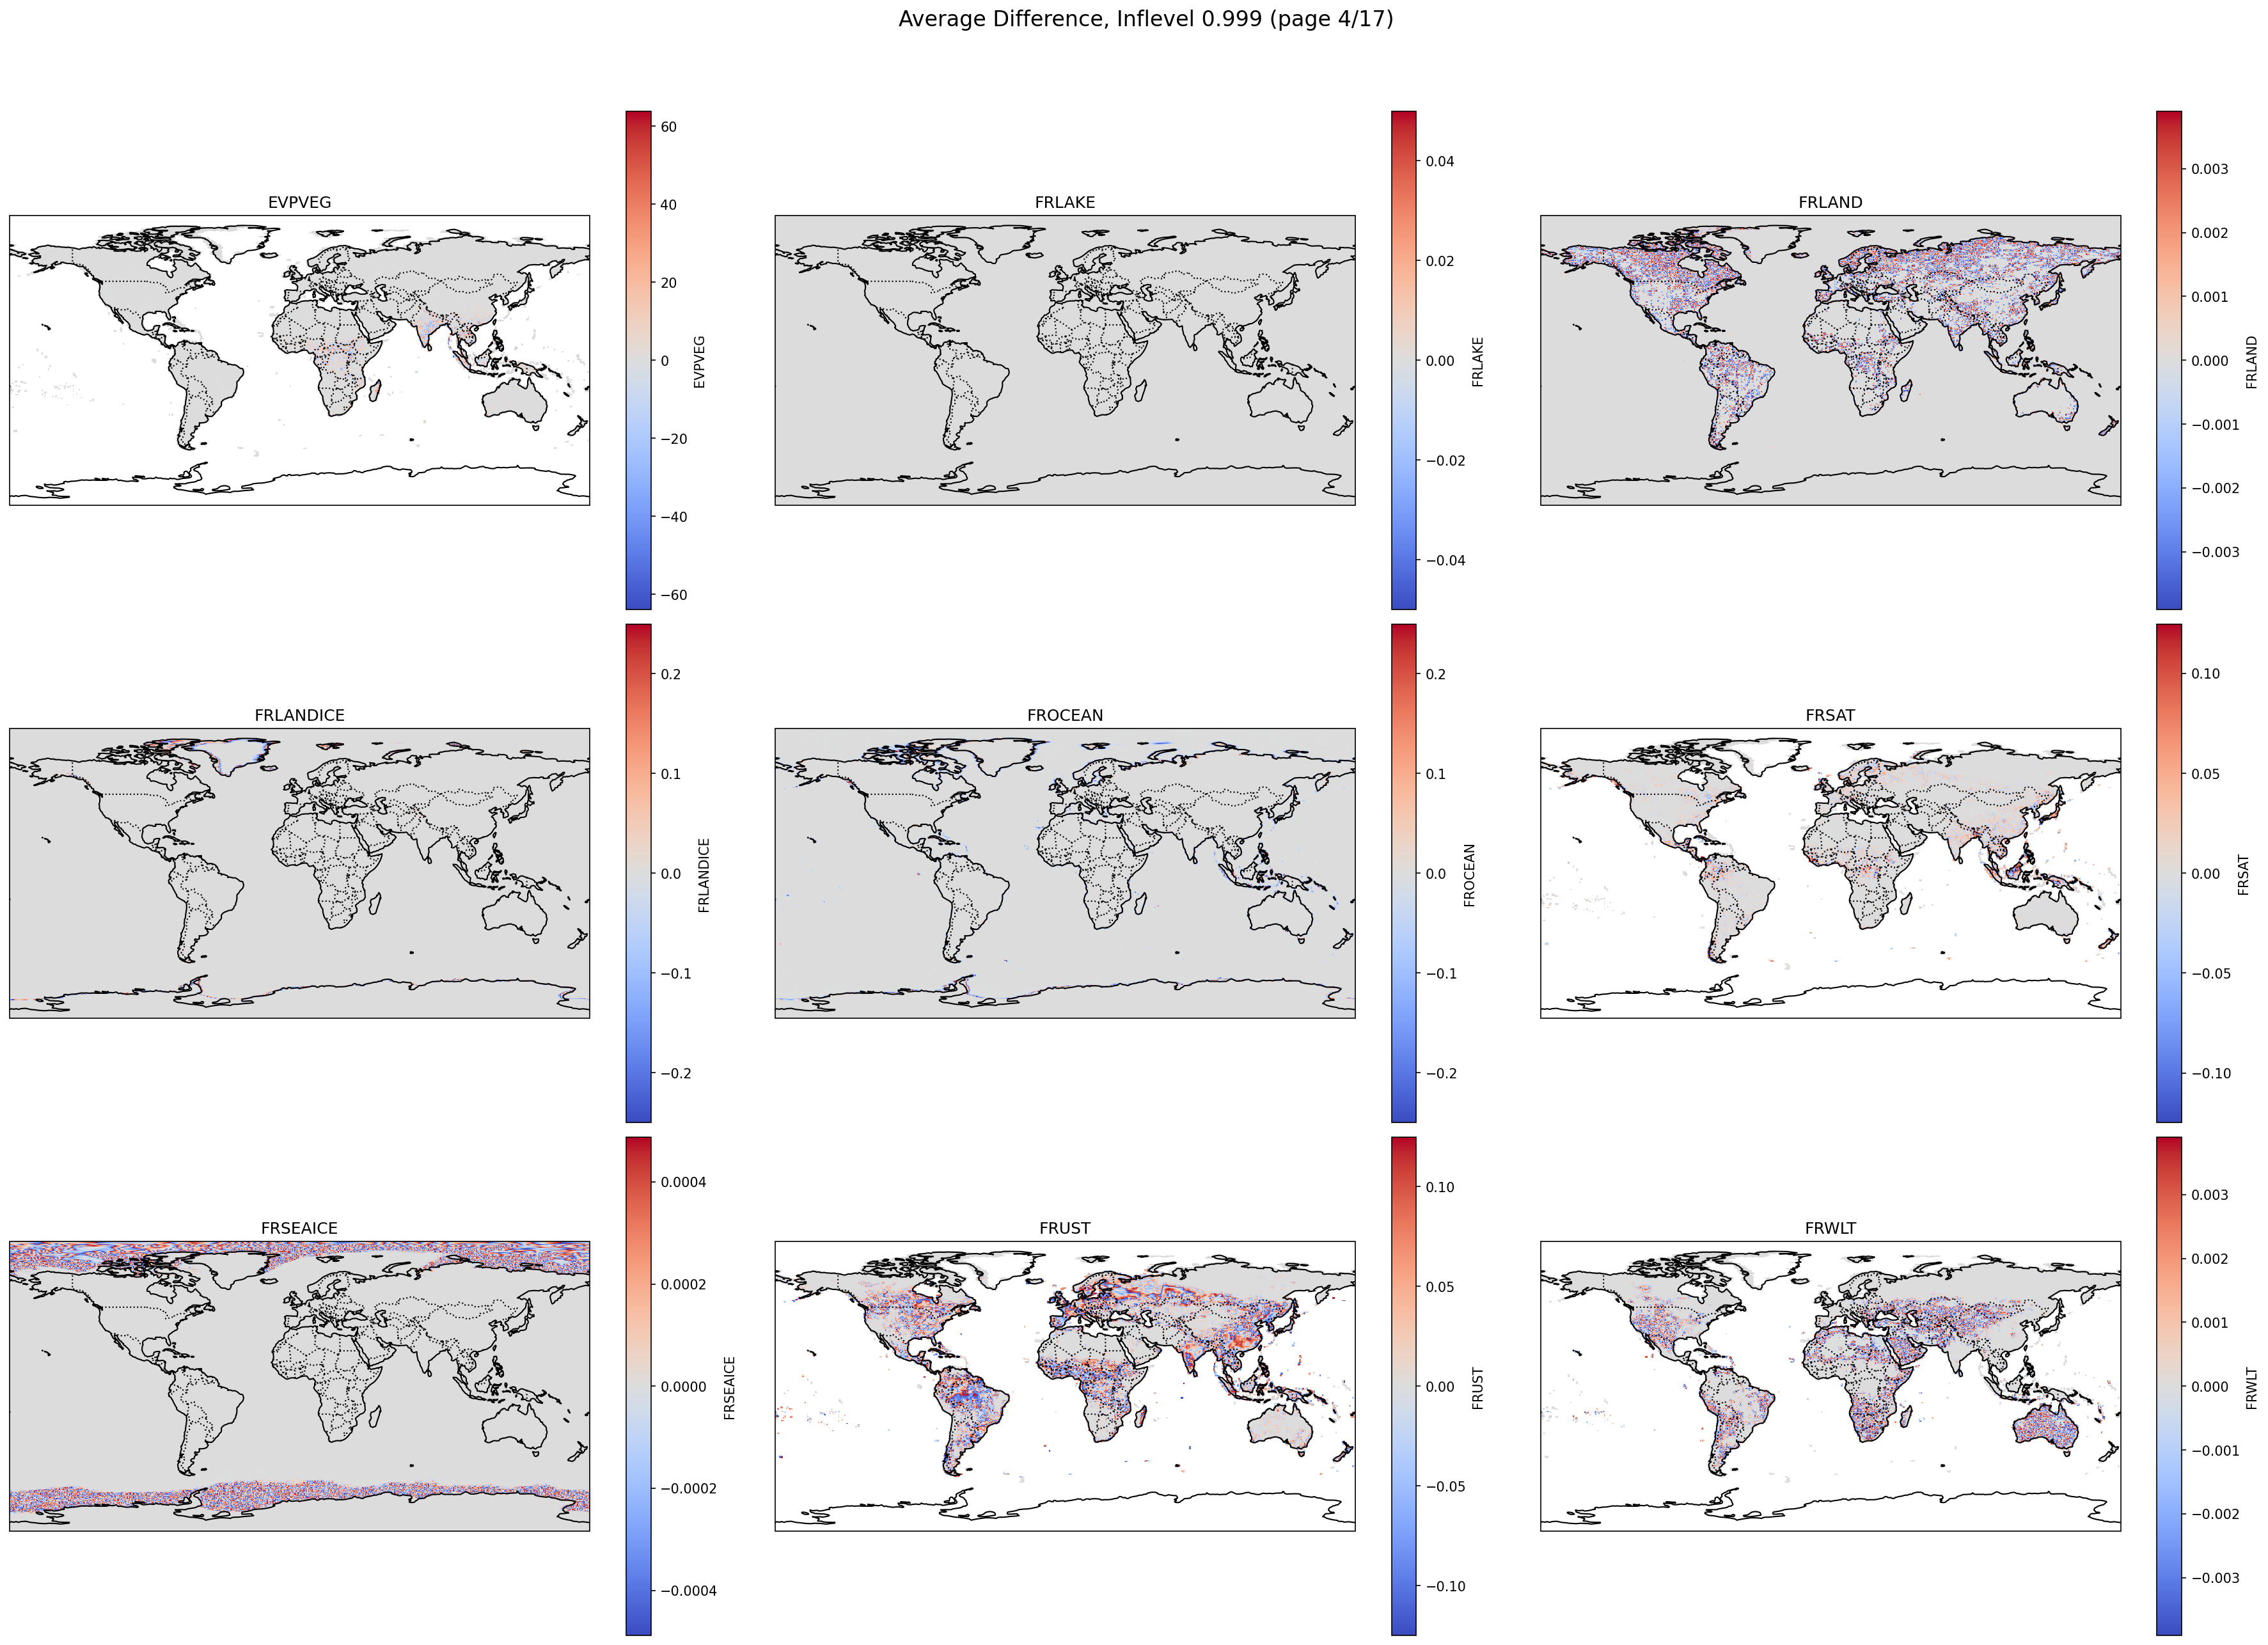 Average Difference, Inflevel 0.999 (page 4/17)
EVPVEG
60
40
20
0
−20
−40
−60
EVPVEG
FRLAKE
0.04
0.02
0.00
−0.02
−0.04
FRLAKE
FRLAND
0.003
0.002
0.001
0.000
−0.001
−0.002
−0.003
FRLAND
FRLANDICE
0.2
0.1
0.0
−0.1
−0.2
FRLANDICE
FROCEAN
0.2
0.1
0.0
−0.1
−0.2
FROCEAN
FRSAT
0.10
0.05
0.00
−0.05
−0.10
FRSAT
FRSEAICE
0.0004
0.0002
0.0000
−0.0002
−0.0004
FRSEAICE
FRUST
0.10
0.05
0.00
−0.05
−0.10
FRUST
FRWLT
0.003
0.002
0.001
0.000
−0.001
−0.002
−0.003
FRWLT